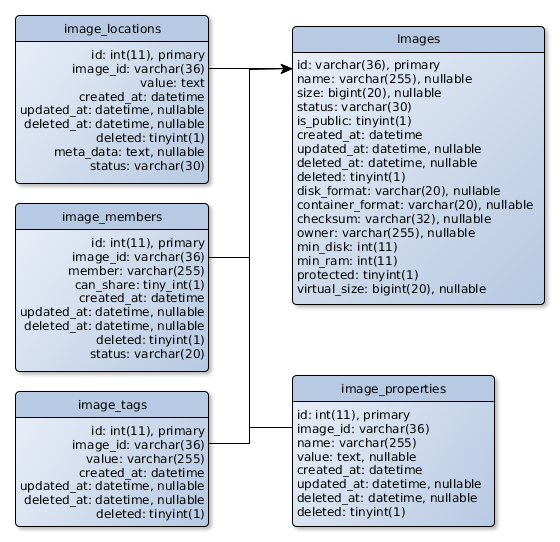 image_locations
id: int(11), primary
image_id: varchar(36)
value: text
created_at: datetime
updated_at: datetime, nullable
deleted_at: datetime, nullable
deleted: tinyint(1)
meta_data: text, nullable
status: varchar(30)
Images
id: varchar(36), primary
name: varchar(255), nullable
size: bigint(20), nullable
status: varchar(30)
is_public: tinyint(1)
created_at: datetime
updated_at: datetime, nullable
deleted_at: datetime, nullable
deleted: tinyint(1)
disk_format: varchar(20), nullable
container_format: varchar(20), nullable
checksum: varchar(32), nullable
owner: varchar(255), nullable
min_disk: int(11)
min_ram: int(11)
protected: tinyint(1)
virtual_size: bigint(20), nullable
image_members
id: int(11), primary
image_id: varchar(36)
member: varchar(255)
can_share: tiny_int(1)
created_at: datetime
updated_at: datetime, nullable
deleted_at: datetime, nullable
deleted: tinyint(1)
status: varchar(20)
image_tags
id: int(11), primary
image_id: varchar(36)
value: varchar(255)
created_at: datetime
updated_at: datetime, nullable
deleted_at: datetime, nullable
deleted: tinyint(1)
image_properties
id: int(11), primary
image_id: varchar(36)
name: varchar(255)
value: text, nullable
created_at: datetime
updated_at: datetime, nullable
deleted_at: datetime, nullable
deleted: tinyint(1)